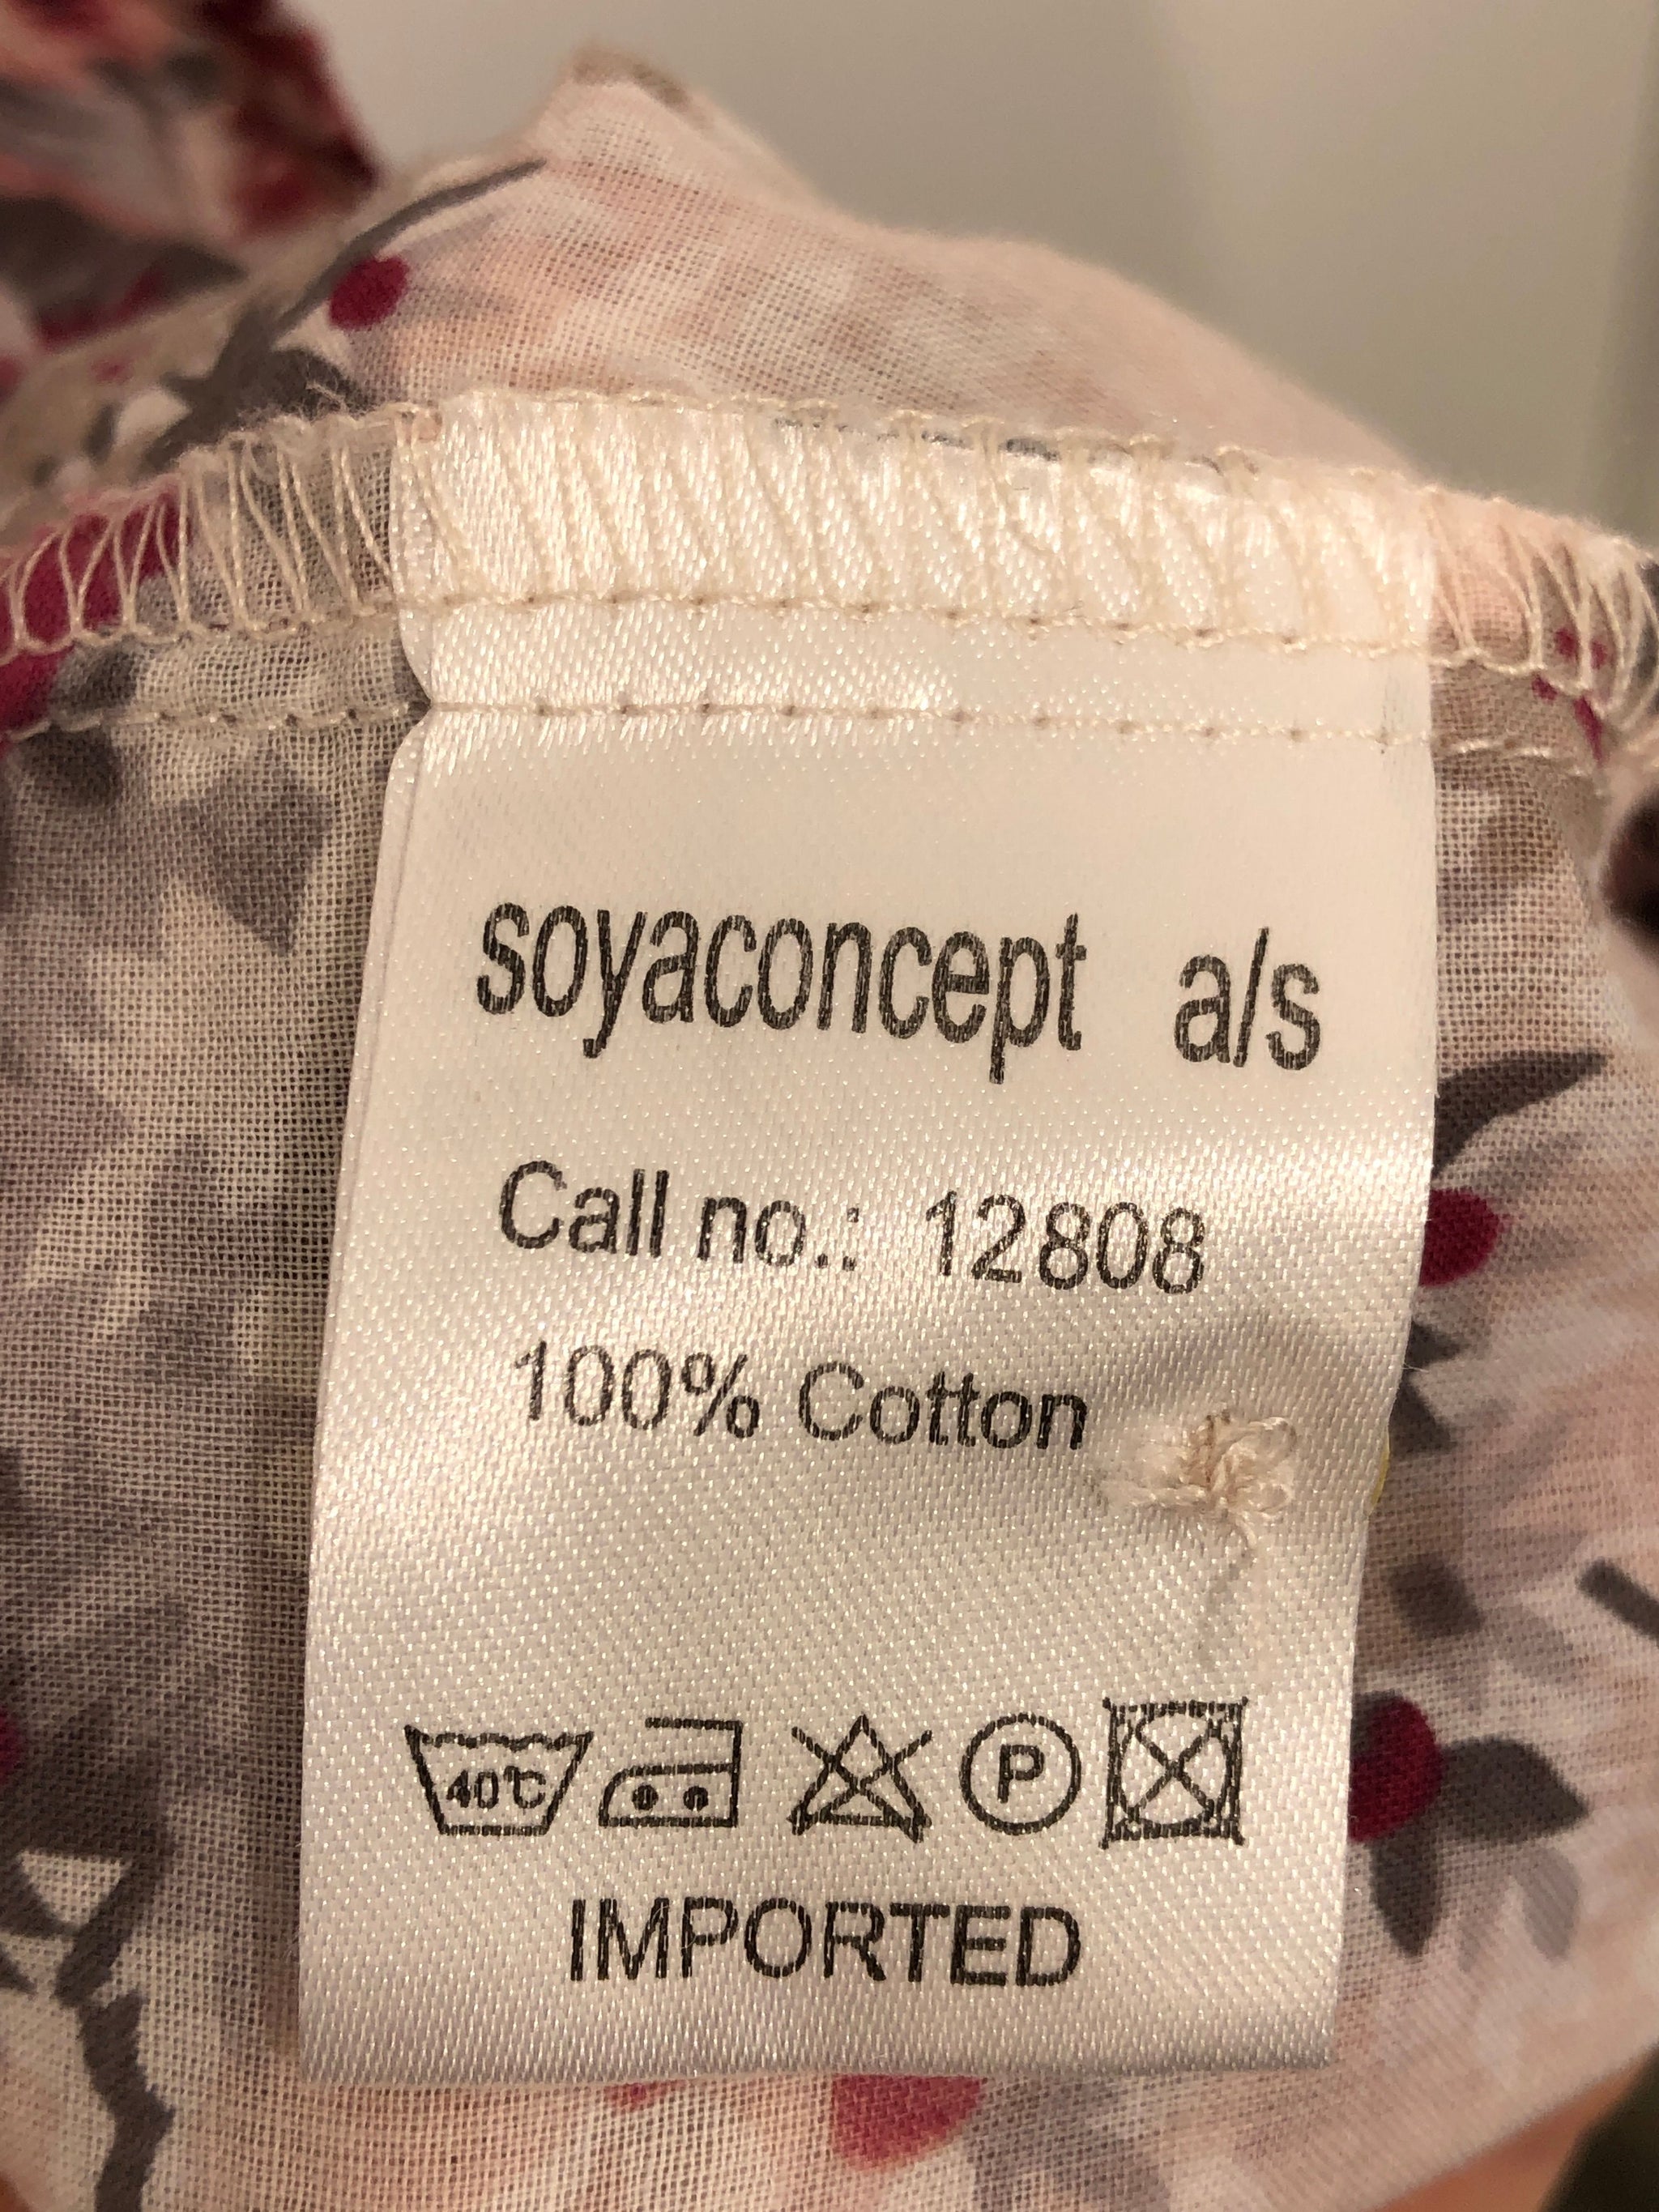 soyaconcept a/s
Call no.: 12808
100% Cotton
40°C P
IMPORTED